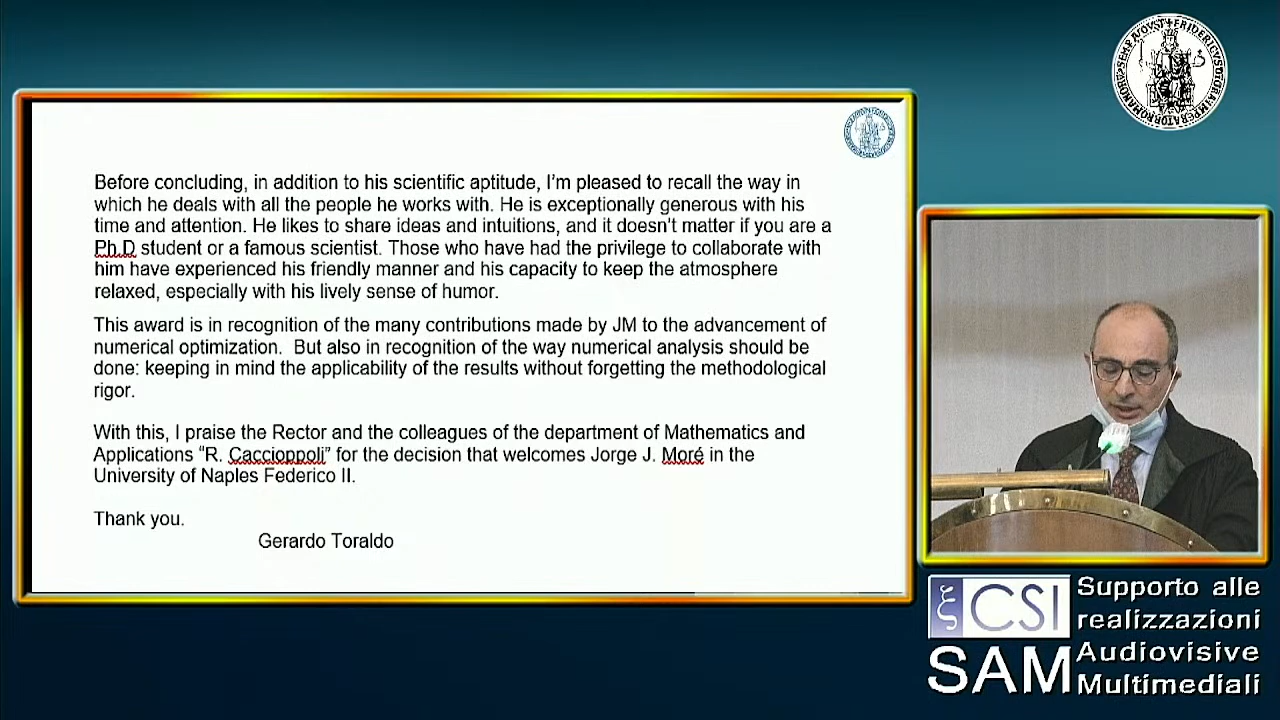 Before concluding, in addition to his scientific aptitude, I'm pleased to recall the way in
which he deals with all the people he works with. He is exceptionally generous with his
time and attention. He likes to share ideas and intuitions, and it doesn't matter if you are a
Ph.D student or a famous scientist. Those who have had the privilege to collaborate with
him have experienced his friendly manner and his capacity to keep the atmosphere
relaxed, especially with his lively sense of humor.
This award is in recognition of the many contributions made by JM to the advancement of
numerical optimization.  But also in recognition of the way numerical analysis should be
done: keeping in mind the applicability of the results without forgetting the methodological
rigor.
With this, I praise the Rector and the colleagues of the department of Mathematics and
Applications “R. Caccioppoli” for the decision that welcomes Jorge J. Moré in the
University of Naples Federico II.
Thank you.
Gerardo Toraldo
CSI
SAM
Supporto alle
realizzazioni
Audiovisive
Multimediali